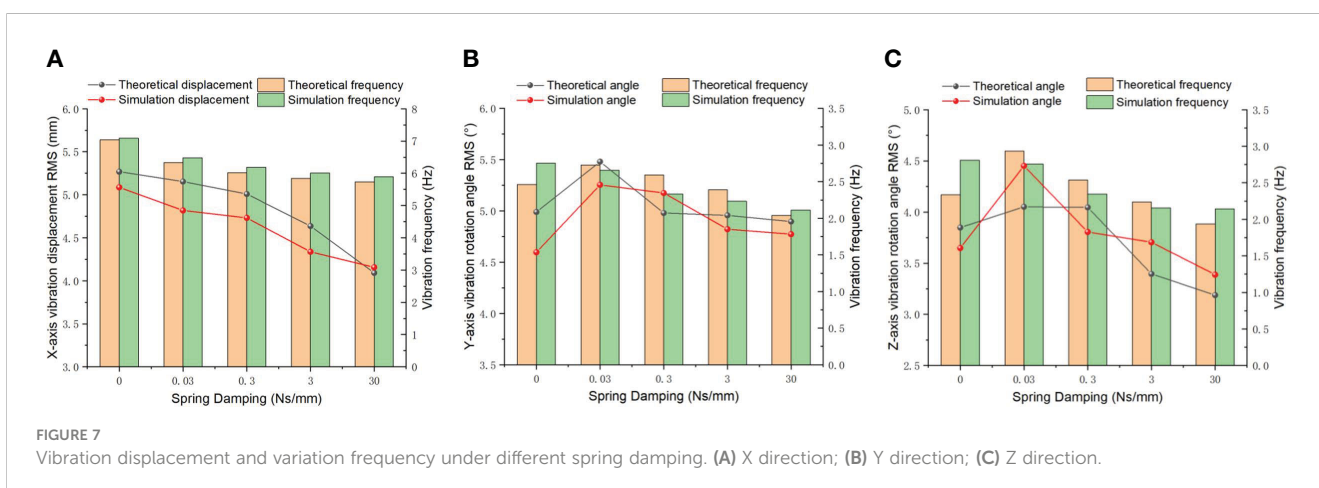 A
Theoretical displacement Theoretical frequency
Simulation displacement Simulation frequency
X-axis vibration displacement RMS (mm)
6.0
5.5
5.0
4.5
4.0
3.5
3.0
8
7
6
5
4
3
2
1
0
Vibration frequency (Hz)
0 0.03 0.3 3 30
Spring Damping (Ns/mm)
B
Theoretical angle Theoretical frequency
Simulation angle Simulation frequency
Y-axis vibration rotation angle RMS (°)
6.0
5.5
5.0
4.5
4.0
3.5
3.5
3.0
2.5
2.0
1.5
1.0
0.5
0.0
Vibration frequency (Hz)
0 0.03 0.3 3 30
Spring Damping (Ns/mm)
C
Theoretical angle Theoretical frequency
Simulation angle Simulation frequency
Z-axis vibration rotation angle RMS (°)
5.0
4.5
4.0
3.5
3.0
2.5
3.5
3.0
2.5
2.0
1.5
1.0
0.5
0.0
Vibration frequency (Hz)
0 0.03 0.3 3 30
Spring Damping (Ns/mm)
FIGURE 7
Vibration displacement and variation frequency under different spring damping. (A) X direction; (B) Y direction; (C) Z direction.